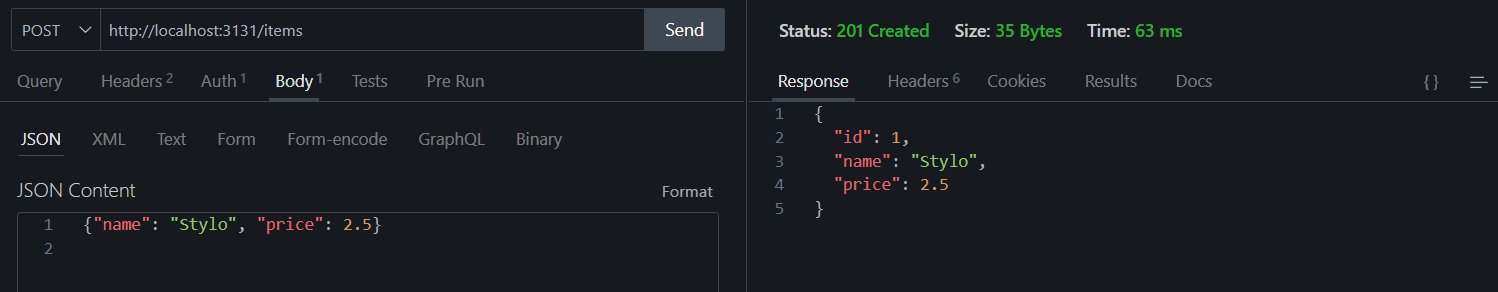 POST http://localhost:3131/items Send
Query Headers 2 Auth 1 Body 1 Tests Pre Run
JSON XML Text Form Form-encode GraphQL Binary
JSON Content Format
1 {"name": "Stylo", "price": 2.5}
2
Status: 201 Created Size: 35 Bytes Time: 63 ms
Response Headers 6 Cookies Results Docs { }
1 {
2 "id": 1,
3 "name": "Stylo",
4 "price": 2.5
5 }